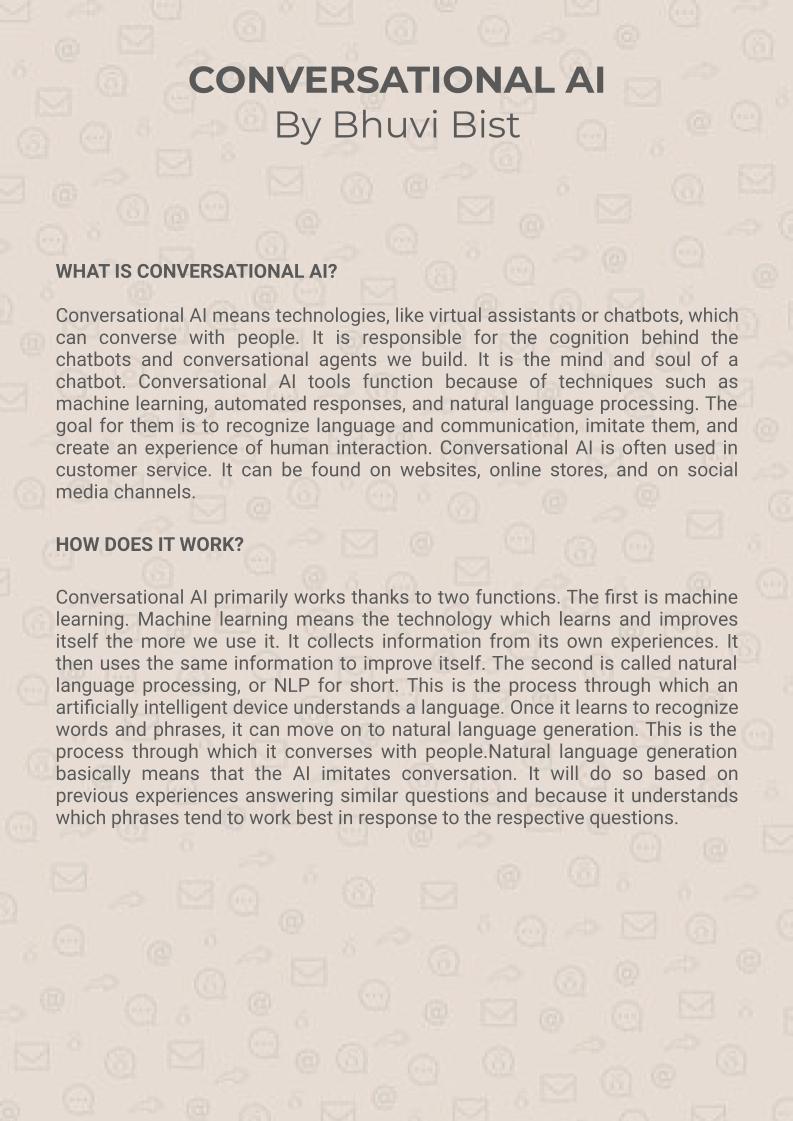 CONVERSATIONAL AI
By Bhuvi Bist
WHAT IS CONVERSATIONAL AI?
Conversational AI means technologies, like virtual assistants or chatbots, which
can converse with people. It is responsible for the cognition behind the
chatbots and conversational agents we build. It is the mind and soul of a
chatbot. Conversational AI tools function because of techniques such as
machine learning, automated responses, and natural language processing. The
goal for them is to recognize language and communication, imitate them, and
create an experience of human interaction. Conversational AI is often used in
customer service. It can be found on websites, online stores, and on social
media channels.
HOW DOES IT WORK?
Conversational AI primarily works thanks to two functions. The first is machine
learning. Machine learning means the technology which learns and improves
itself the more we use it. It collects information from its own experiences. It
then uses the same information to improve itself. The second is called natural
language processing, or NLP for short. This is the process through which an
artificially intelligent device understands a language. Once it learns to recognize
words and phrases, it can move on to natural language generation. This is the
process through which it converses with people.Natural language generation
basically means that the AI imitates conversation. It will do so based on
previous experiences answering similar questions and because it understands
which phrases tend to work best in response to the respective questions.